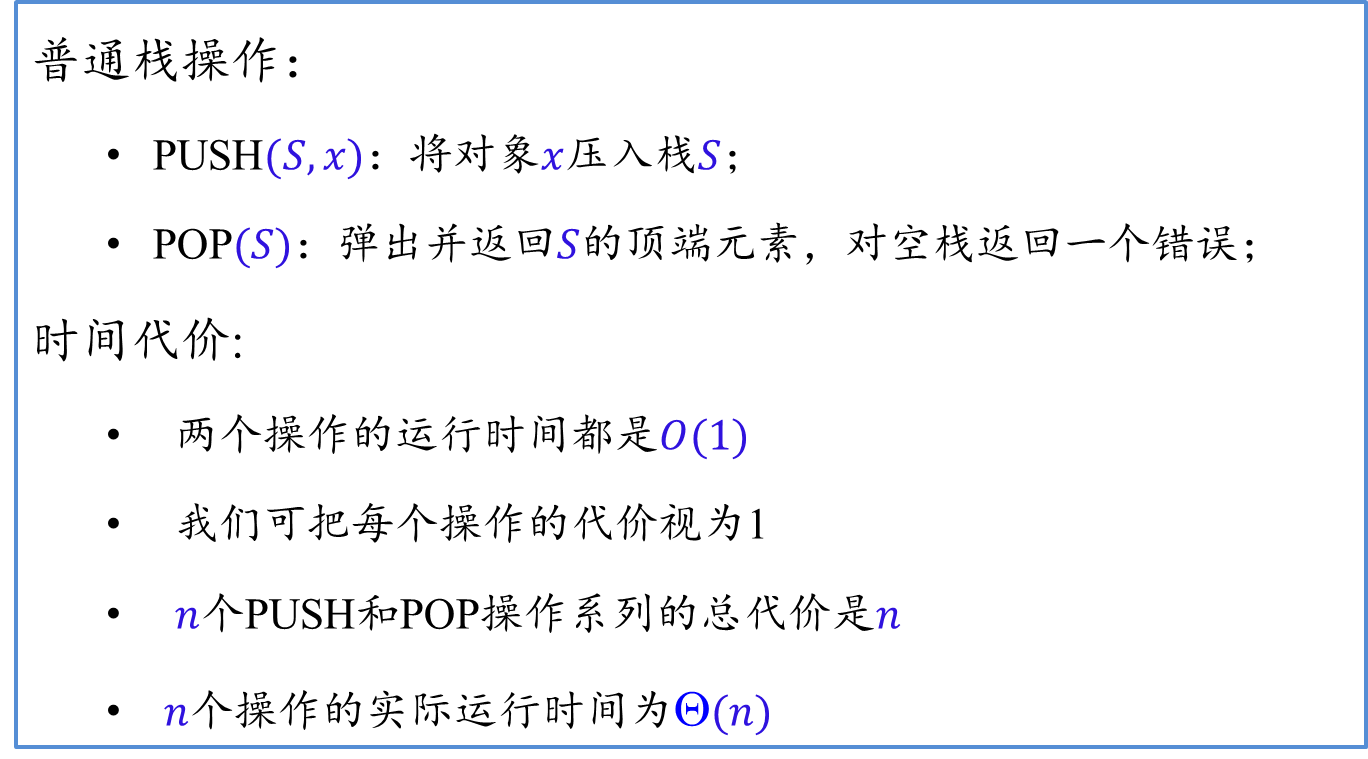 普通栈操作：
• PUSH(S,x)：将对象x压入栈S；
• POP(S)：弹出并返回S的顶端元素，对空栈返回一个错误；
时间代价:
• 两个操作的运行时间都是O(1)
• 我们可把每个操作的代价视为1
• n个PUSH和POP操作系列的总代价是n
• n个操作的实际运行时间为Θ(n)